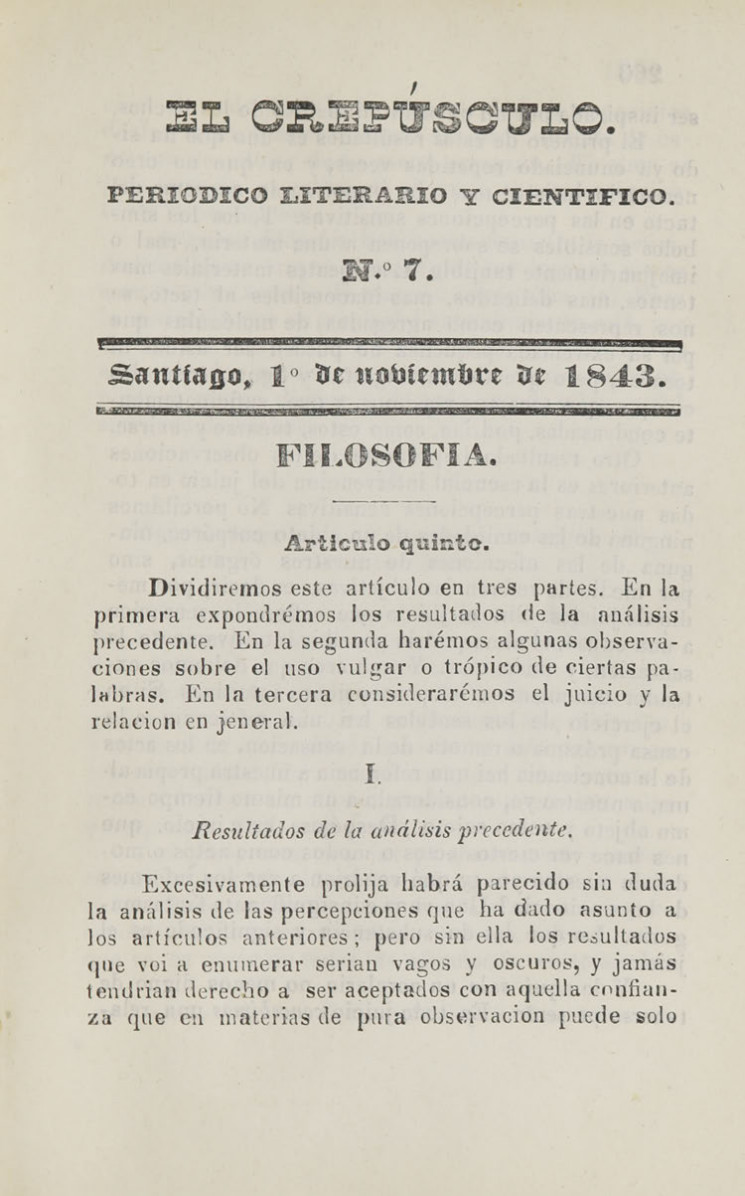 EL CREPÚSCULO.
PERIODICO LITERARIO Y CIENTIFICO.
N.º 7.
Santiago, 1º de noviembre de 1843.
FILOSOFIA.
Articulo quinto.
Dividiremos este artículo en tres partes. En la
primera expondrémos los resultados de la análisis
precedente. En la segunda harémos algunas observa-
ciones sobre el uso vulgar o trópico de ciertas pa-
labras. En la tercera considerarémos el juicio y la
relacion en jeneral.
I.
Resultados de la análisis precedente.
Excesivamente prolija habrá parecido sin duda
la análisis de las percepciones que ha dado asunto a
los artículos anteriores; pero sin ella los resultados
que voi a enumerar serian vagos y oscuros, y jamás
tendrian derecho a ser aceptados con aquella confian-
za que en materias de pura observacion puede solo